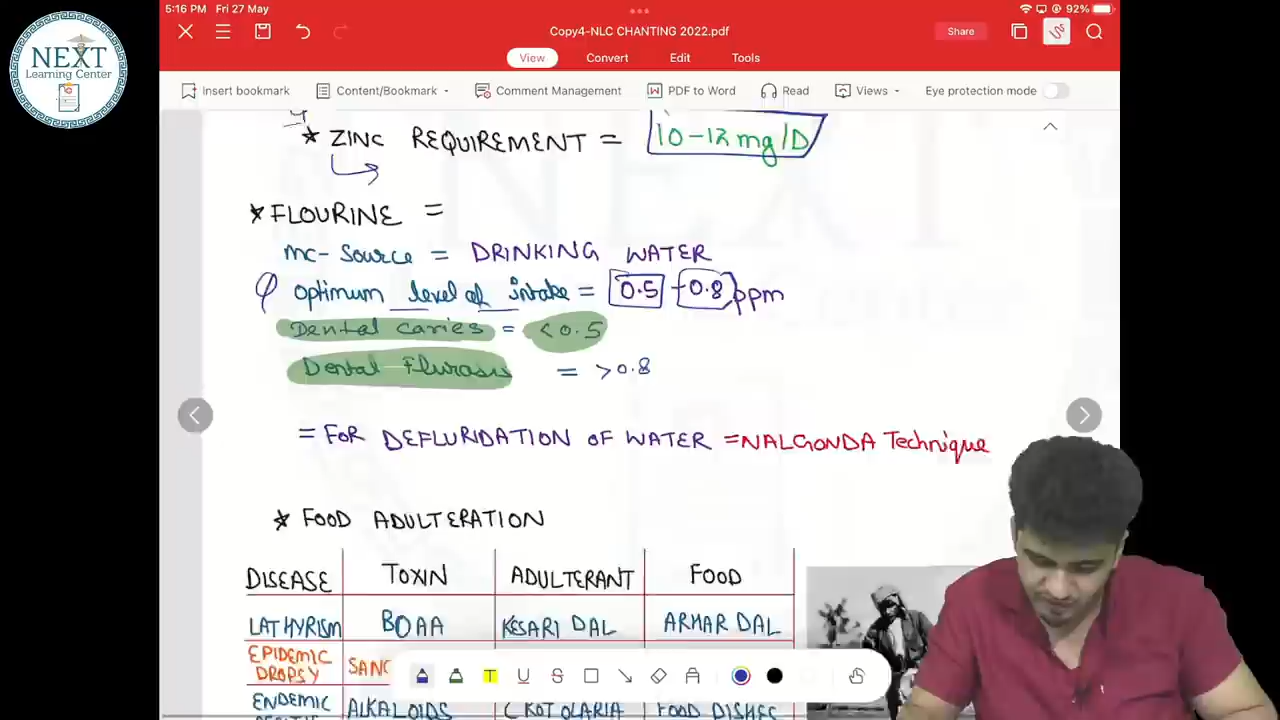 5:16 PM Fri 27 May
92%
NEXT
Learning Center
Copy4-NLC CHANTING 2022.pdf
Share
View Convert Edit Tools
Insert bookmark Content/Bookmark Comment Management PDF to Word Read Views Eye protection mode
* ZINC REQUIREMENT = 10-12 mg/D
* FLOURINE =
mc-Source = DRINKING WATER
optimum level of intake = 0.5 - 0.8 ppm
Dental Caries = <0.5
Dental Flurosis = >0.8
= FOR DEFLURIDATION OF WATER = NALGONDA Technique
* FOOD ADULTERATION
DISEASE TOXIN ADULTERANT FOOD
LATHYRISM BOAA KESARI DAL ARHAR DAL
EPIDEMIC DROPSY SANG
ENDEMIC ALKALOIDS CROTOLARIA FOOD DISHES